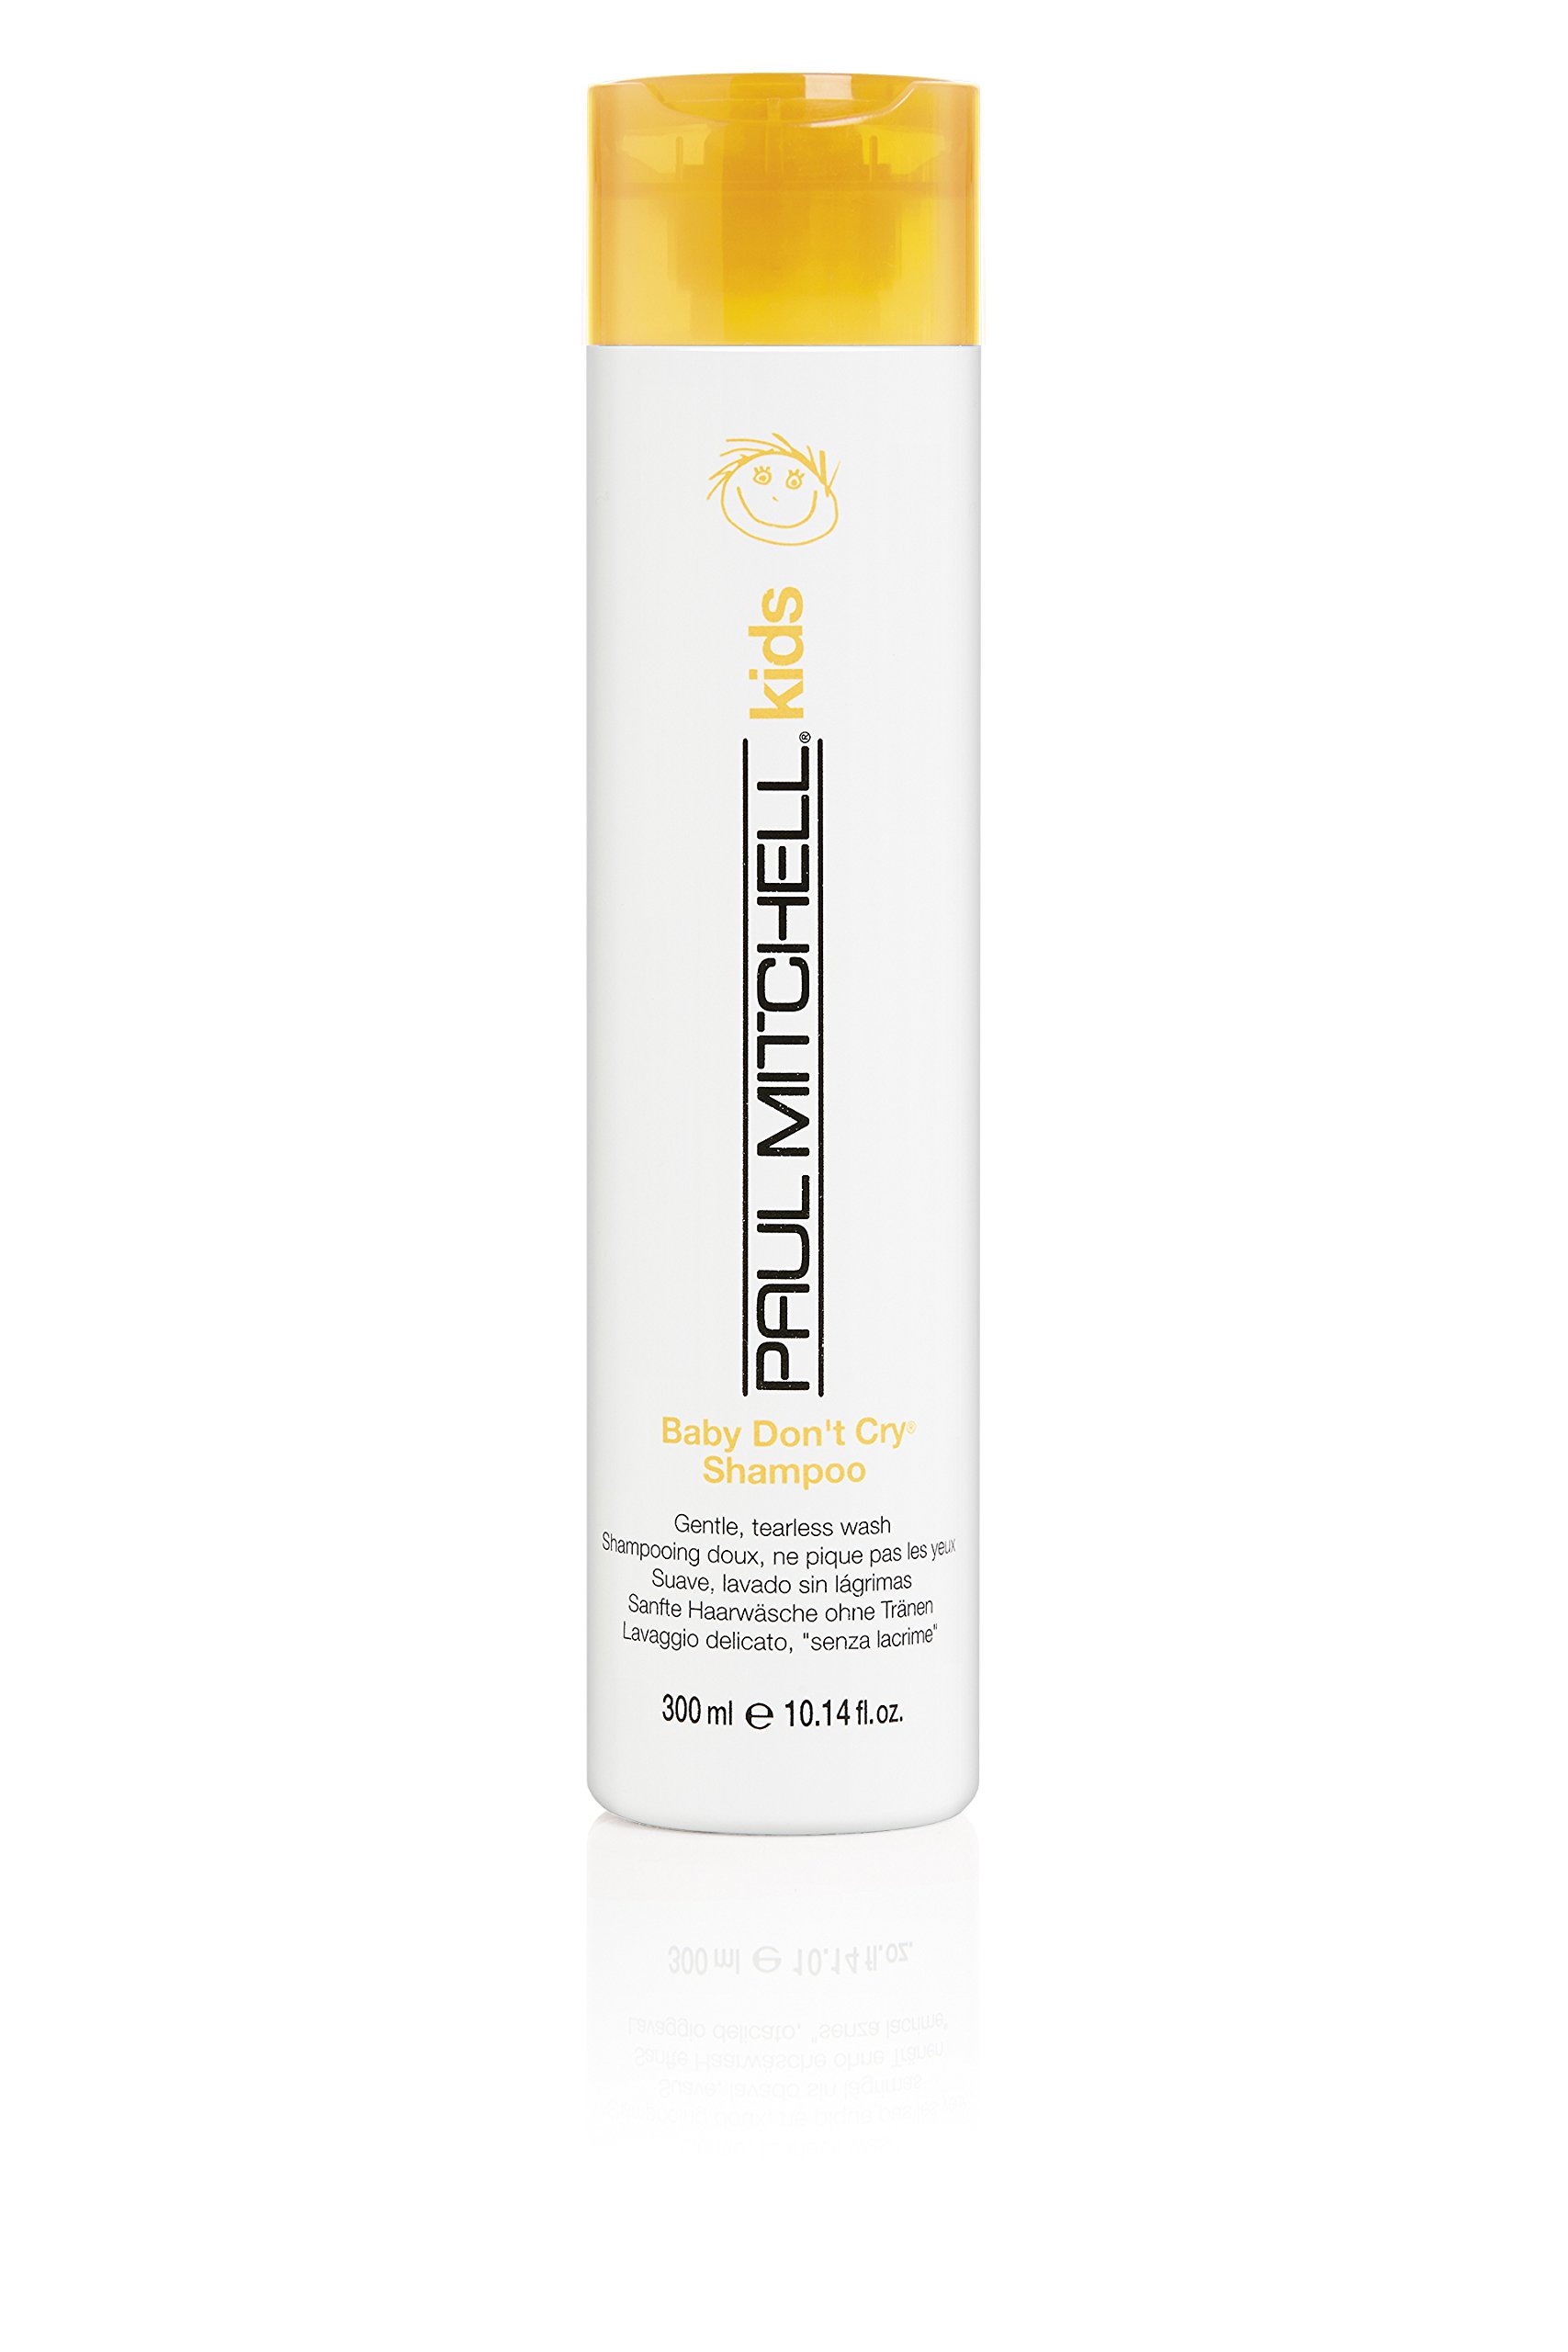 kids
PAUL MITCHELL®
Baby Don't Cry®
Shampoo
Gentle, tearless wash
Shampooing doux, ne pique pas les yeux
Suave, lavado sin lágrimas
Sanfte Haarwäsche ohne Tränen
Lavaggio delicato, "senza lacrime"
300 ml ℮ 10.14 fl.oz.